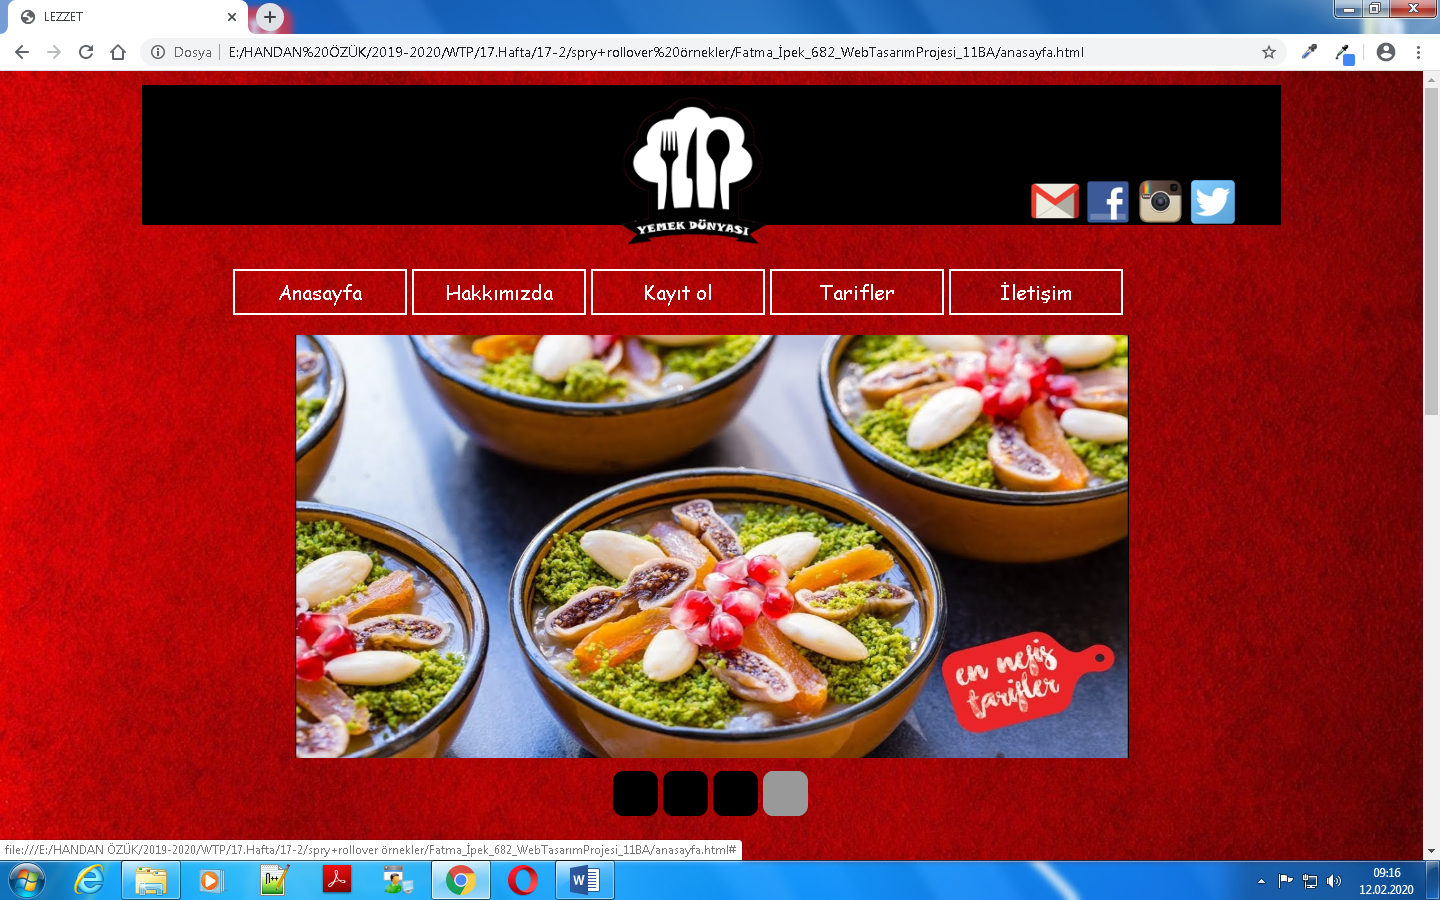 LEZZET
Dosya E:/HANDAN%20ÖZÜK/2019-2020/WTP/17.Hafta/17-2/spry+rollover%20örnekler/Fatma_İpek_682_WebTasarımProjesi_11BA/anasayfa.html
YEMEK DÜNYASI
Anasayfa Hakkımızda Kayıt ol Tarifler İletişim
en nefis
tarifler
file:///E:/HANDAN ÖZÜK/2019-2020/WTP/17.Hafta/17-2/spry+rollover örnekler/Fatma_İpek_682_WebTasarımProjesi_11BA/anasayfa.html#
09:16
12.02.2020